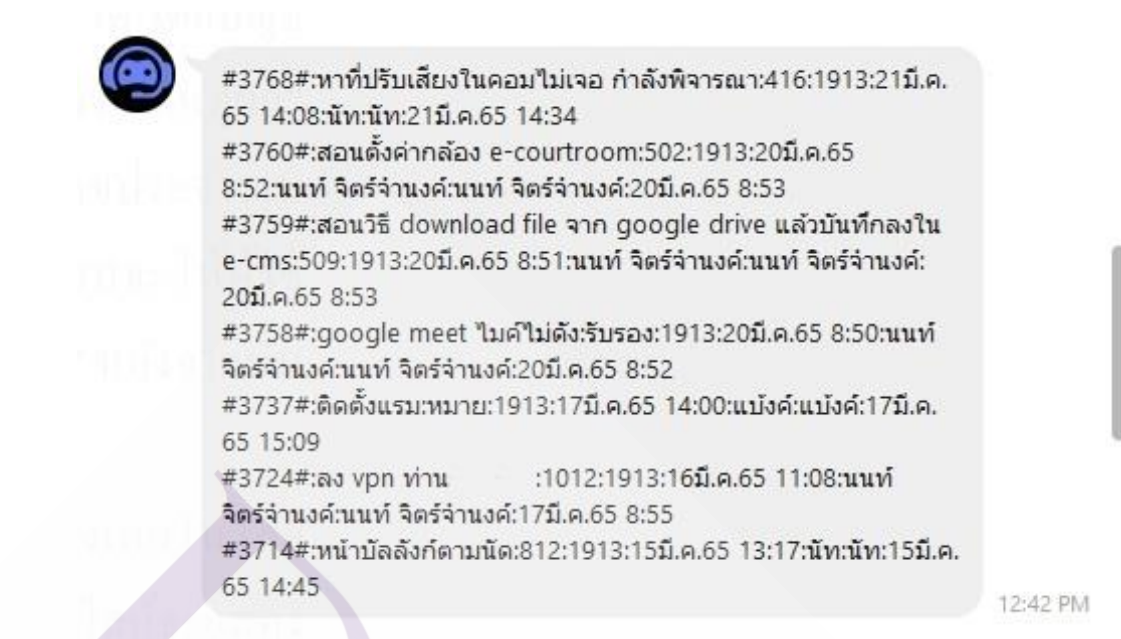 #3768#:หาที่ปรับเสียงในคอมไม่เจอ กำลังพิจารณา:416:1913:21มี.ค.
65 14:08:นัท:นัท:21มี.ค.65 14:34
#3760#:สอนตั้งค่ากล้อง e-courtroom:502:1913:20มี.ค.65
8:52:นนท์ จิตร์จำนงค์:นนท์ จิตร์จำนงค์:20มี.ค.65 8:53
#3759#:สอนวิธี download file จาก google drive แล้วบันทึกลงใน
e-cms:509:1913:20มี.ค.65 8:51:นนท์ จิตร์จำนงค์:นนท์ จิตร์จำนงค์:
20มี.ค.65 8:53
#3758#:google meet ไมค์ไม่ดัง:รับรอง:1913:20มี.ค.65 8:50:นนท์
จิตร์จำนงค์:นนท์ จิตร์จำนงค์:20มี.ค.65 8:52
#3737#:ติดตั้งแรม:หมาย:1913:17มี.ค.65 14:00:แบ้งค์:แบ้งค์:17มี.ค.
65 15:09
#3724#:ลง vpn ท่าน :1012:1913:16มี.ค.65 11:08:นนท์
จิตร์จำนงค์:นนท์ จิตร์จำนงค์:17มี.ค.65 8:55
#3714#:หน้าบัลลังก์ตามนัด:812:1913:15มี.ค.65 13:17:นัท:นัท:15มี.ค.
65 14:45
12:42 PM